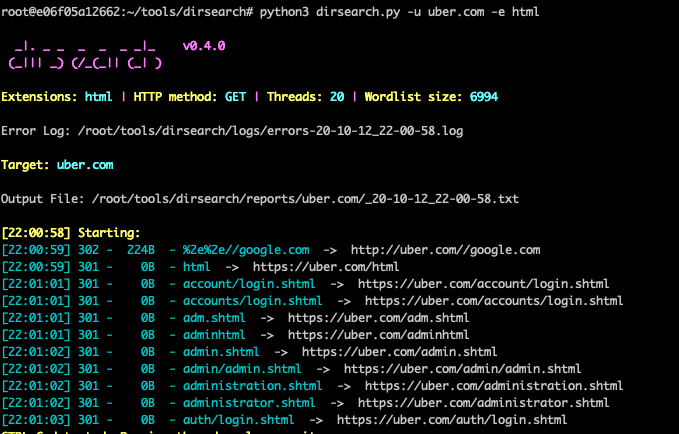 root@e06f05a12662:~/tools/dirsearch# python3 dirsearch.py -u uber.com -e html
_|. _ _  _  _  _ _|_    v0.4.0
(_||| _) (/_(_|| (_| )
Extensions: html | HTTP method: GET | Threads: 20 | Wordlist size: 6994
Error Log: /root/tools/dirsearch/logs/errors-20-10-12_22-00-58.log
Target: uber.com
Output File: /root/tools/dirsearch/reports/uber.com/_20-10-12_22-00-58.txt
[22:00:58] Starting:
[22:00:59] 302 -  224B  - %2e%2e//google.com  ->  http://uber.com//google.com
[22:00:59] 301 -    0B  - html  ->  https://uber.com/html
[22:01:01] 301 -    0B  - account/login.shtml  ->  https://uber.com/account/login.shtml
[22:01:01] 301 -    0B  - accounts/login.shtml  ->  https://uber.com/accounts/login.shtml
[22:01:01] 301 -    0B  - adm.shtml  ->  https://uber.com/adm.shtml
[22:01:01] 301 -    0B  - adminhtml  ->  https://uber.com/adminhtml
[22:01:02] 301 -    0B  - admin.shtml  ->  https://uber.com/admin.shtml
[22:01:02] 301 -    0B  - admin/admin.shtml  ->  https://uber.com/admin/admin.shtml
[22:01:02] 301 -    0B  - administration.shtml  ->  https://uber.com/administration.shtml
[22:01:02] 301 -    0B  - administrator.shtml  ->  https://uber.com/administrator.shtml
[22:01:03] 301 -    0B  - auth/login.shtml  ->  https://uber.com/auth/login.shtml